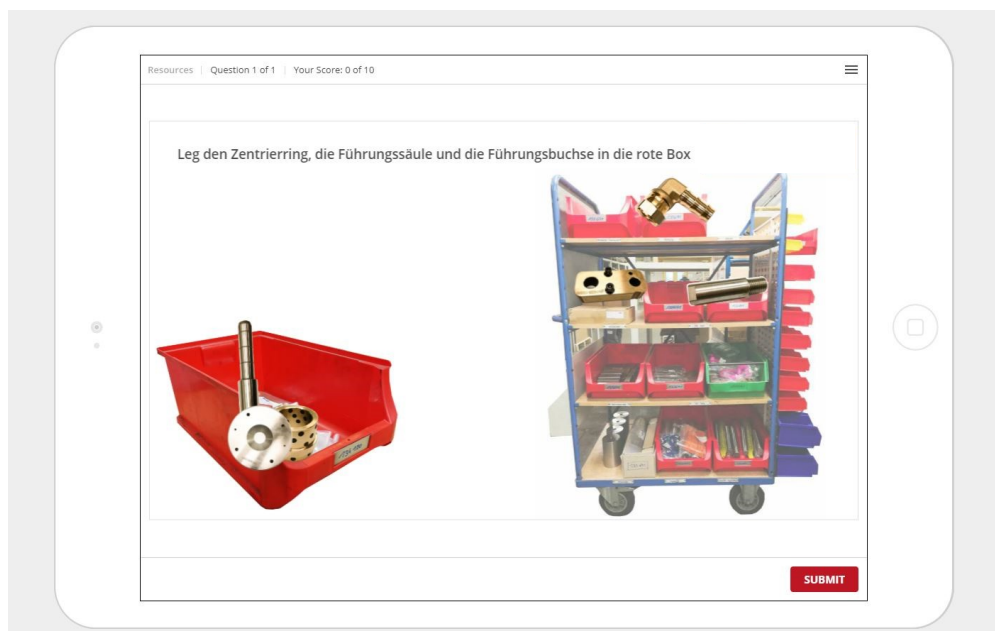 Resources | Question 1 of 1 | Your Score: 0 of 10
Leg den Zentrierring, die Führungssäule und die Führungsbuchse in die rote Box
SUBMIT